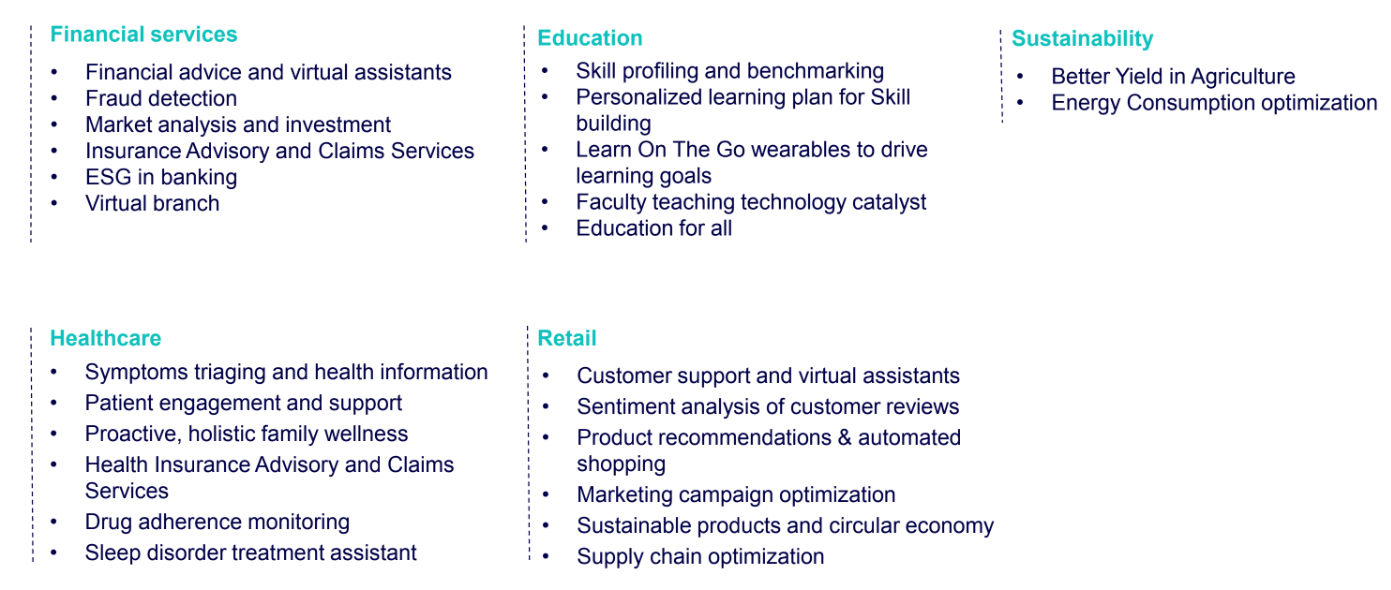 Financial services
• Financial advice and virtual assistants
• Fraud detection
• Market analysis and investment
• Insurance Advisory and Claims Services
• ESG in banking
• Virtual branch
Education
• Skill profiling and benchmarking
• Personalized learning plan for Skill
building
• Learn On The Go wearables to drive
learning goals
• Faculty teaching technology catalyst
• Education for all
Sustainability
• Better Yield in Agriculture
• Energy Consumption optimization
Healthcare
• Symptoms triaging and health information
• Patient engagement and support
• Proactive, holistic family wellness
• Health Insurance Advisory and Claims
Services
• Drug adherence monitoring
• Sleep disorder treatment assistant
Retail
• Customer support and virtual assistants
• Sentiment analysis of customer reviews
• Product recommendations & automated
shopping
• Marketing campaign optimization
• Sustainable products and circular economy
• Supply chain optimization